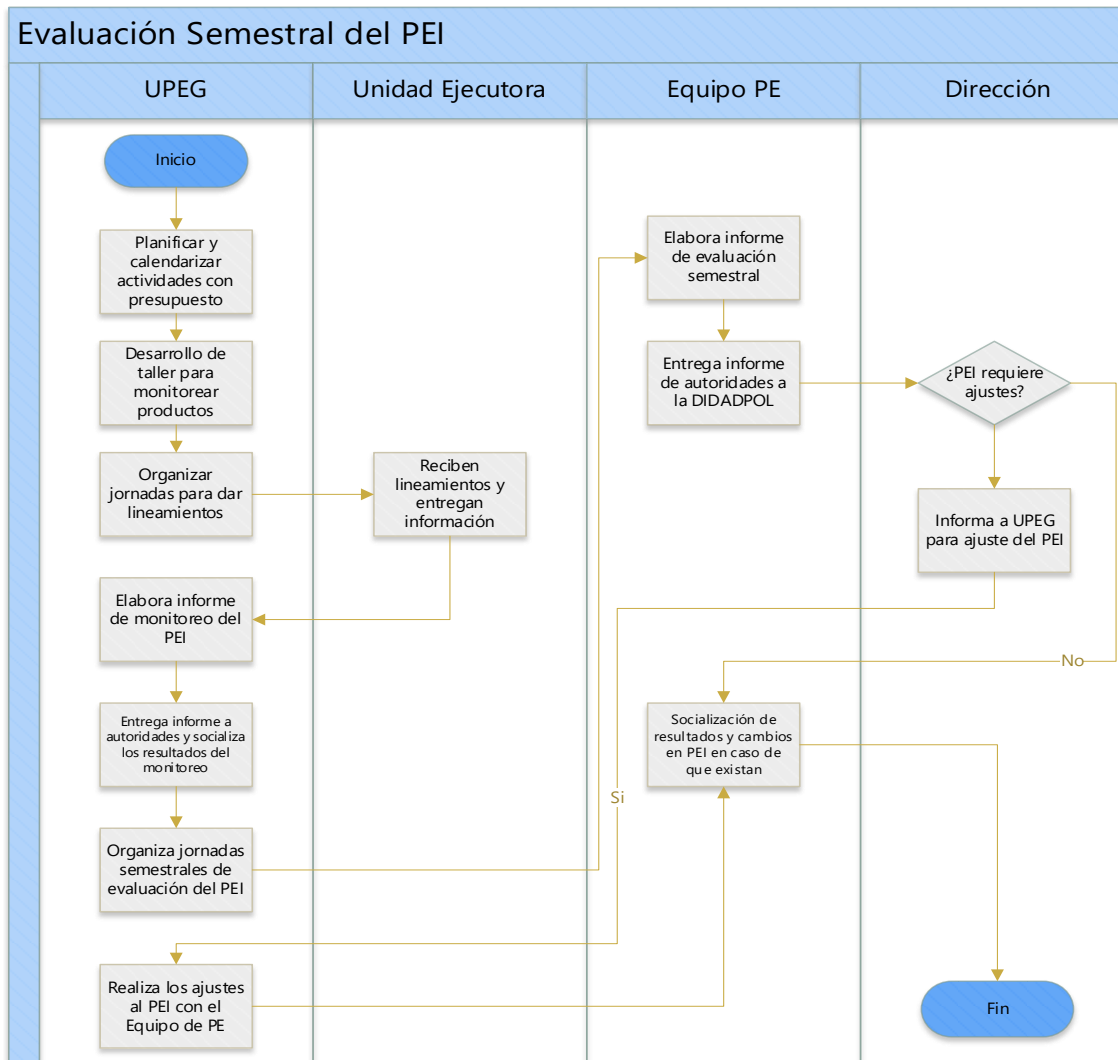 Evaluación Semestral del PEI
UPEG
Unidad Ejecutora
Equipo PE
Dirección
Inicio
Planificar y
calendarizar
actividades con
presupuesto
Desarrollo de
taller para
monitorear
productos
Organizar
jornadas para dar
lineamientos
Reciben
lineamientos y
entregan
información
Elabora informe
de monitoreo del
PEI
Entrega informe a
autoridades y socializa
los resultados del
monitoreo
Organiza jornadas
semestrales de
evaluación del PEI
Elabora informe
de evaluación
semestral
Entrega informe
de autoridades a
la DIDADPOL
¿PEI requiere
ajustes?
Informa a UPEG
para ajuste del PEI
No
Si
Realiza los ajustes
al PEI con el
Equipo de PE
Socialización de
resultados y cambios
en PEI en caso de
que existan
Fin